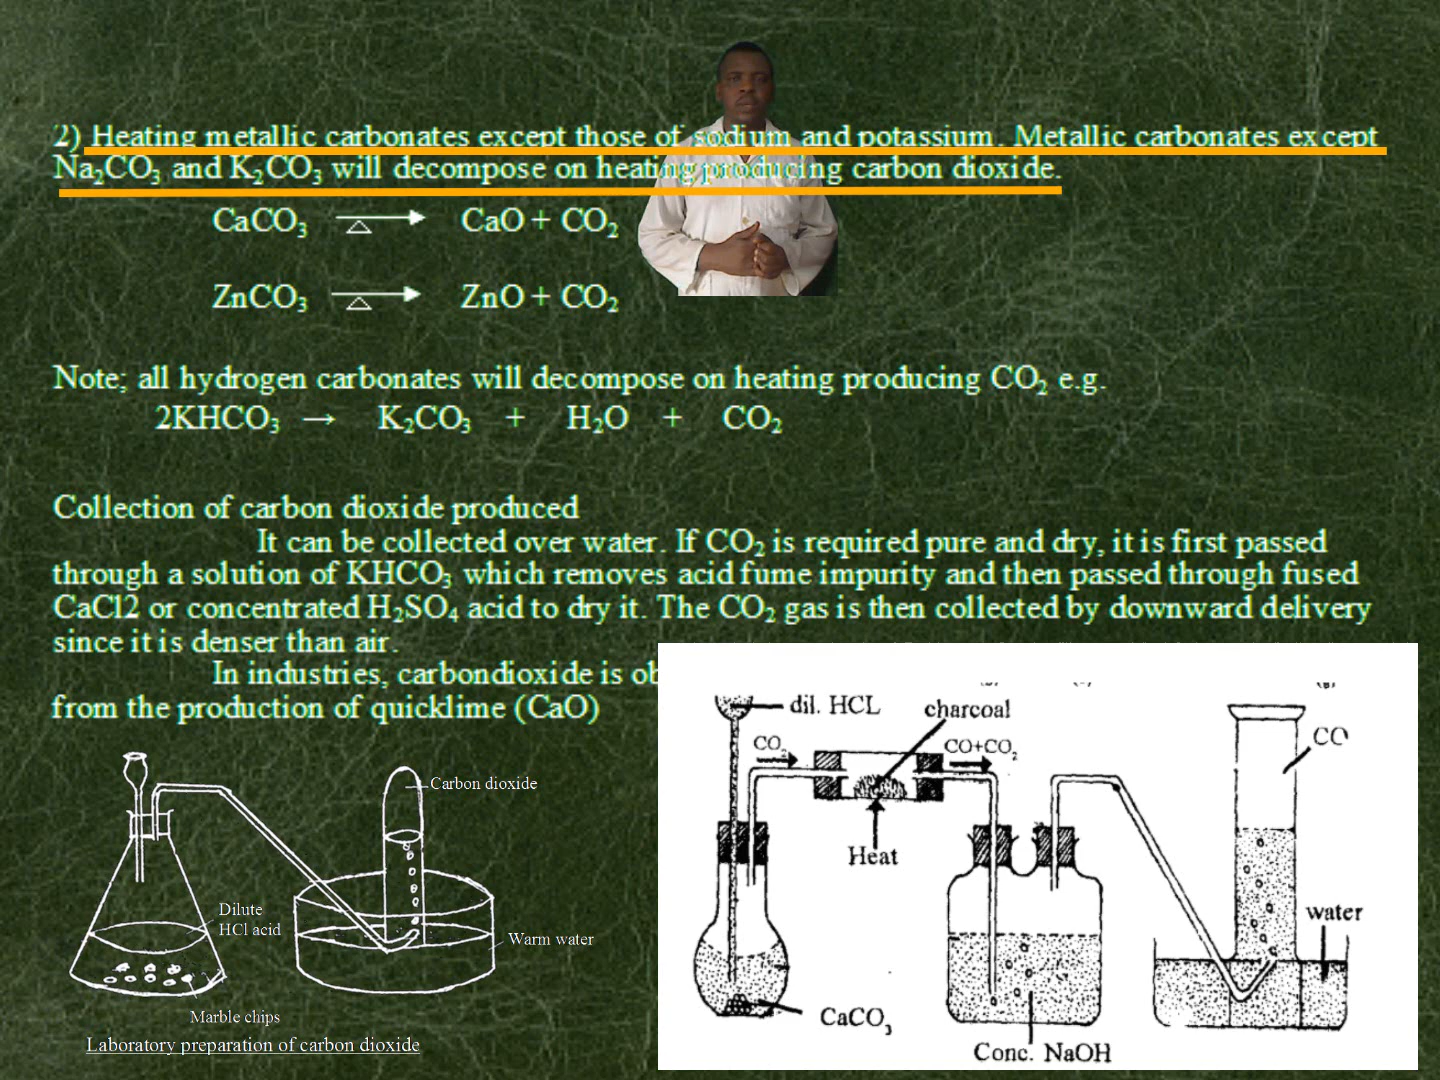 2) Heating metallic carbonates except those of sodium and potassium. Metallic carbonates except
Na₂CO₃ and K₂CO₃ will decompose on heating producing carbon dioxide.
CaCO₃ → △ CaO + CO₂
ZnCO₃ → △ ZnO + CO₂
Note; all hydrogen carbonates will decompose on heating producing CO₂ e.g.
2KHCO₃ → K₂CO₃ + H₂O + CO₂
Collection of carbon dioxide produced
It can be collected over water. If CO₂ is required pure and dry, it is first passed
through a solution of KHCO₃ which removes acid fume impurity and then passed through fused
CaCl2 or concentrated H₂SO₄ acid to dry it. The CO₂ gas is then collected by downward delivery
since it is denser than air.
In industries, carbondioxide is
from the production of quicklime (CaO)
Carbon dioxide
Dilute
HCl acid
Warm water
Marble chips
Laboratory preparation of carbon dioxide
dil. HCL
charcoal
CO₂
CO+CO₂
CO
Heat
water
CaCO₃
Conc. NaOH